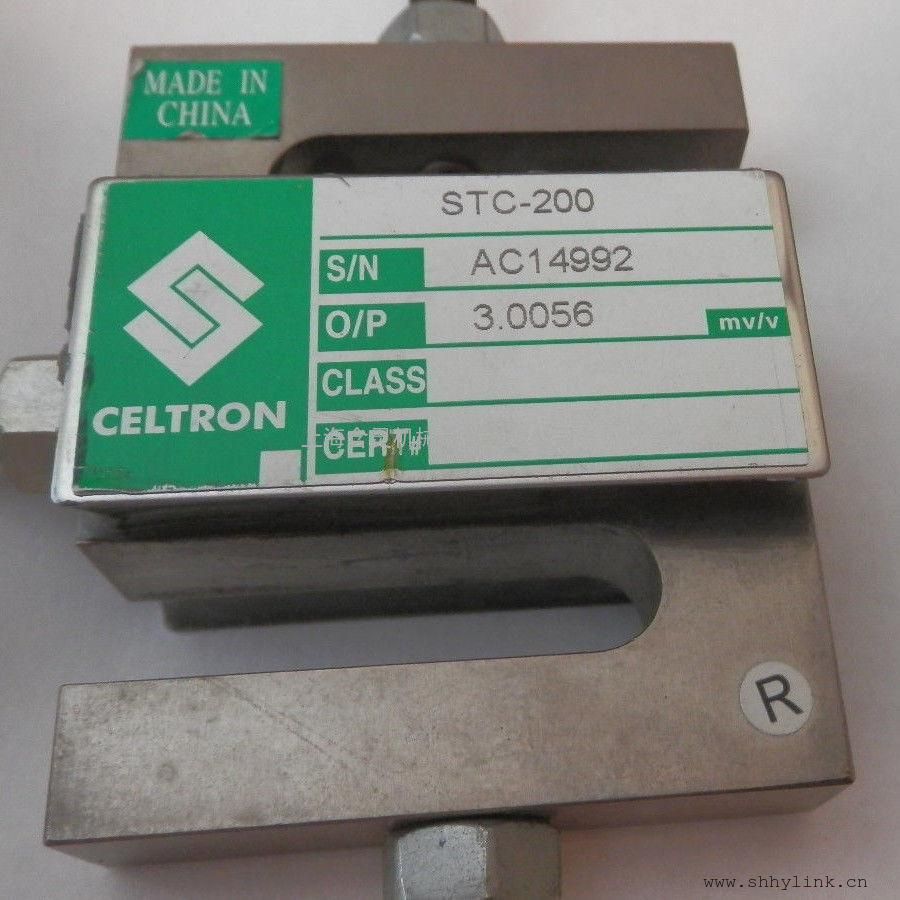 MADE IN
CHINA
STC-200
S/N AC14992
O/P 3.0056 mv/v
CLASS
CERT#
CELTRON
R
www.shhylink.cn